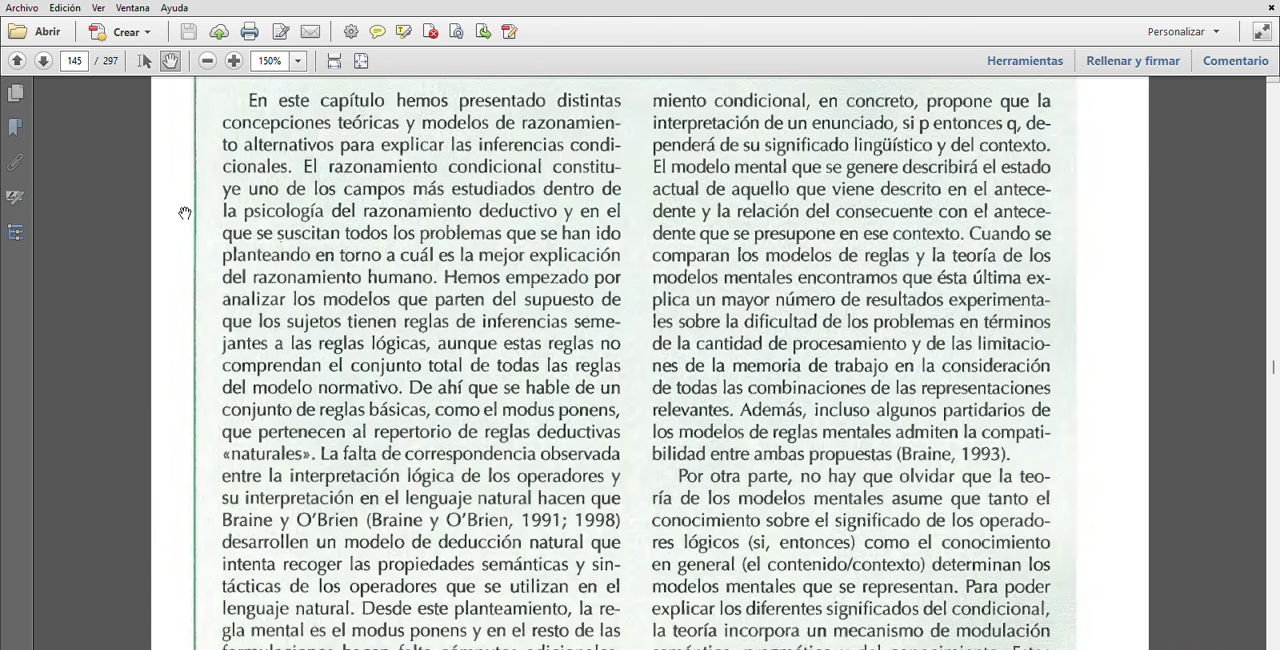 Archivo Edición Ver Ventana Ayuda
Abrir Crear Personalizar
145 / 297 150% Herramientas Rellenar y firmar Comentario
En este capítulo hemos presentado distintas
concepciones teóricas y modelos de razonamien-
to alternativos para explicar las inferencias condi-
cionales. El razonamiento condicional constitu-
ye uno de los campos más estudiados dentro de
la psicología del razonamiento deductivo y en el
que se suscitan todos los problemas que se han ido
planteando en torno a cuál es la mejor explicación
del razonamiento humano. Hemos empezado por
analizar los modelos que parten del supuesto de
que los sujetos tienen reglas de inferencias seme-
jantes a las reglas lógicas, aunque estas reglas no
comprendan el conjunto total de todas las reglas
del modelo normativo. De ahí que se hable de un
conjunto de reglas básicas, como el modus ponens,
que pertenecen al repertorio de reglas deductivas
«naturales». La falta de correspondencia observada
entre la interpretación lógica de los operadores y
su interpretación en el lenguaje natural hacen que
Braine y O'Brien (Braine y O'Brien, 1991; 1998)
desarrollen un modelo de deducción natural que
intenta recoger las propiedades semánticas y sin-
tácticas de los operadores que se utilizan en el
lenguaje natural. Desde este planteamiento, la re-
gla mental es el modus ponens y en el resto de las
miento condicional, en concreto, propone que la
interpretación de un enunciado, si p entonces q, de-
penderá de su significado lingüístico y del contexto.
El modelo mental que se genere describirá el estado
actual de aquello que viene descrito en el antece-
dente y la relación del consecuente con el antece-
dente que se presupone en ese contexto. Cuando se
comparan los modelos de reglas y la teoría de los
modelos mentales encontramos que ésta última ex-
plica un mayor número de resultados experimenta-
les sobre la dificultad de los problemas en términos
de la cantidad de procesamiento y de las limitacio-
nes de la memoria de trabajo en la consideración
de todas las combinaciones de las representaciones
relevantes. Además, incluso algunos partidarios de
los modelos de reglas mentales admiten la compati-
bilidad entre ambas propuestas (Braine, 1993).
Por otra parte, no hay que olvidar que la teo-
ría de los modelos mentales asume que tanto el
conocimiento sobre el significado de los operado-
res lógicos (si, entonces) como el conocimiento
en general (el contenido/contexto) determinan los
modelos mentales que se representan. Para poder
explicar los diferentes significados del condicional,
la teoría incorpora un mecanismo de modulación